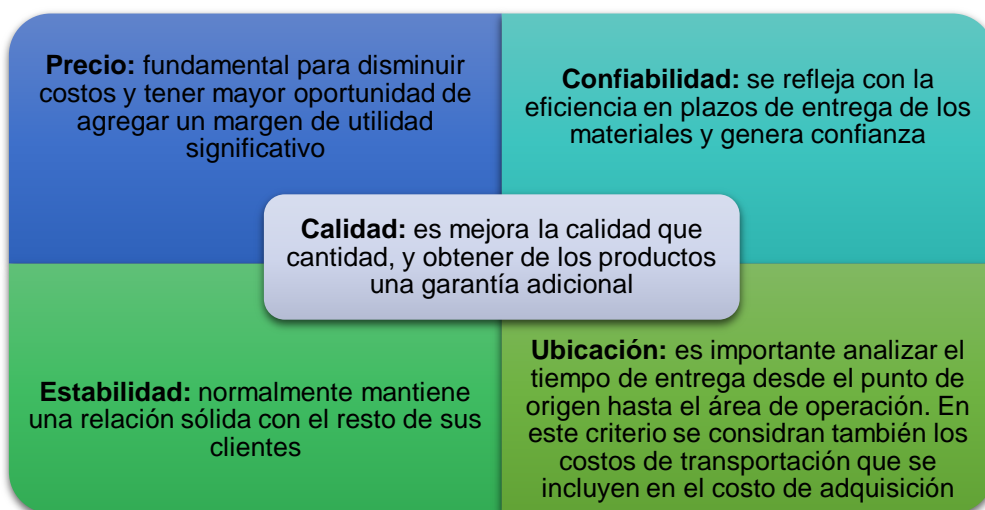 Precio: fundamental para disminuir
costos y tener mayor oportunidad de
agregar un margen de utilidad
significativo
Confiabilidad: se refleja con la
eficiencia en plazos de entrega de los
materiales y genera confianza
Calidad: es mejora la calidad que
cantidad, y obtener de los productos
una garantía adicional
Estabilidad: normalmente mantiene
una relación sólida con el resto de sus
clientes
Ubicación: es importante analizar el
tiempo de entrega desde el punto de
origen hasta el área de operación. En
este criterio se considran también los
costos de transportación que se
incluyen en el costo de adquisición